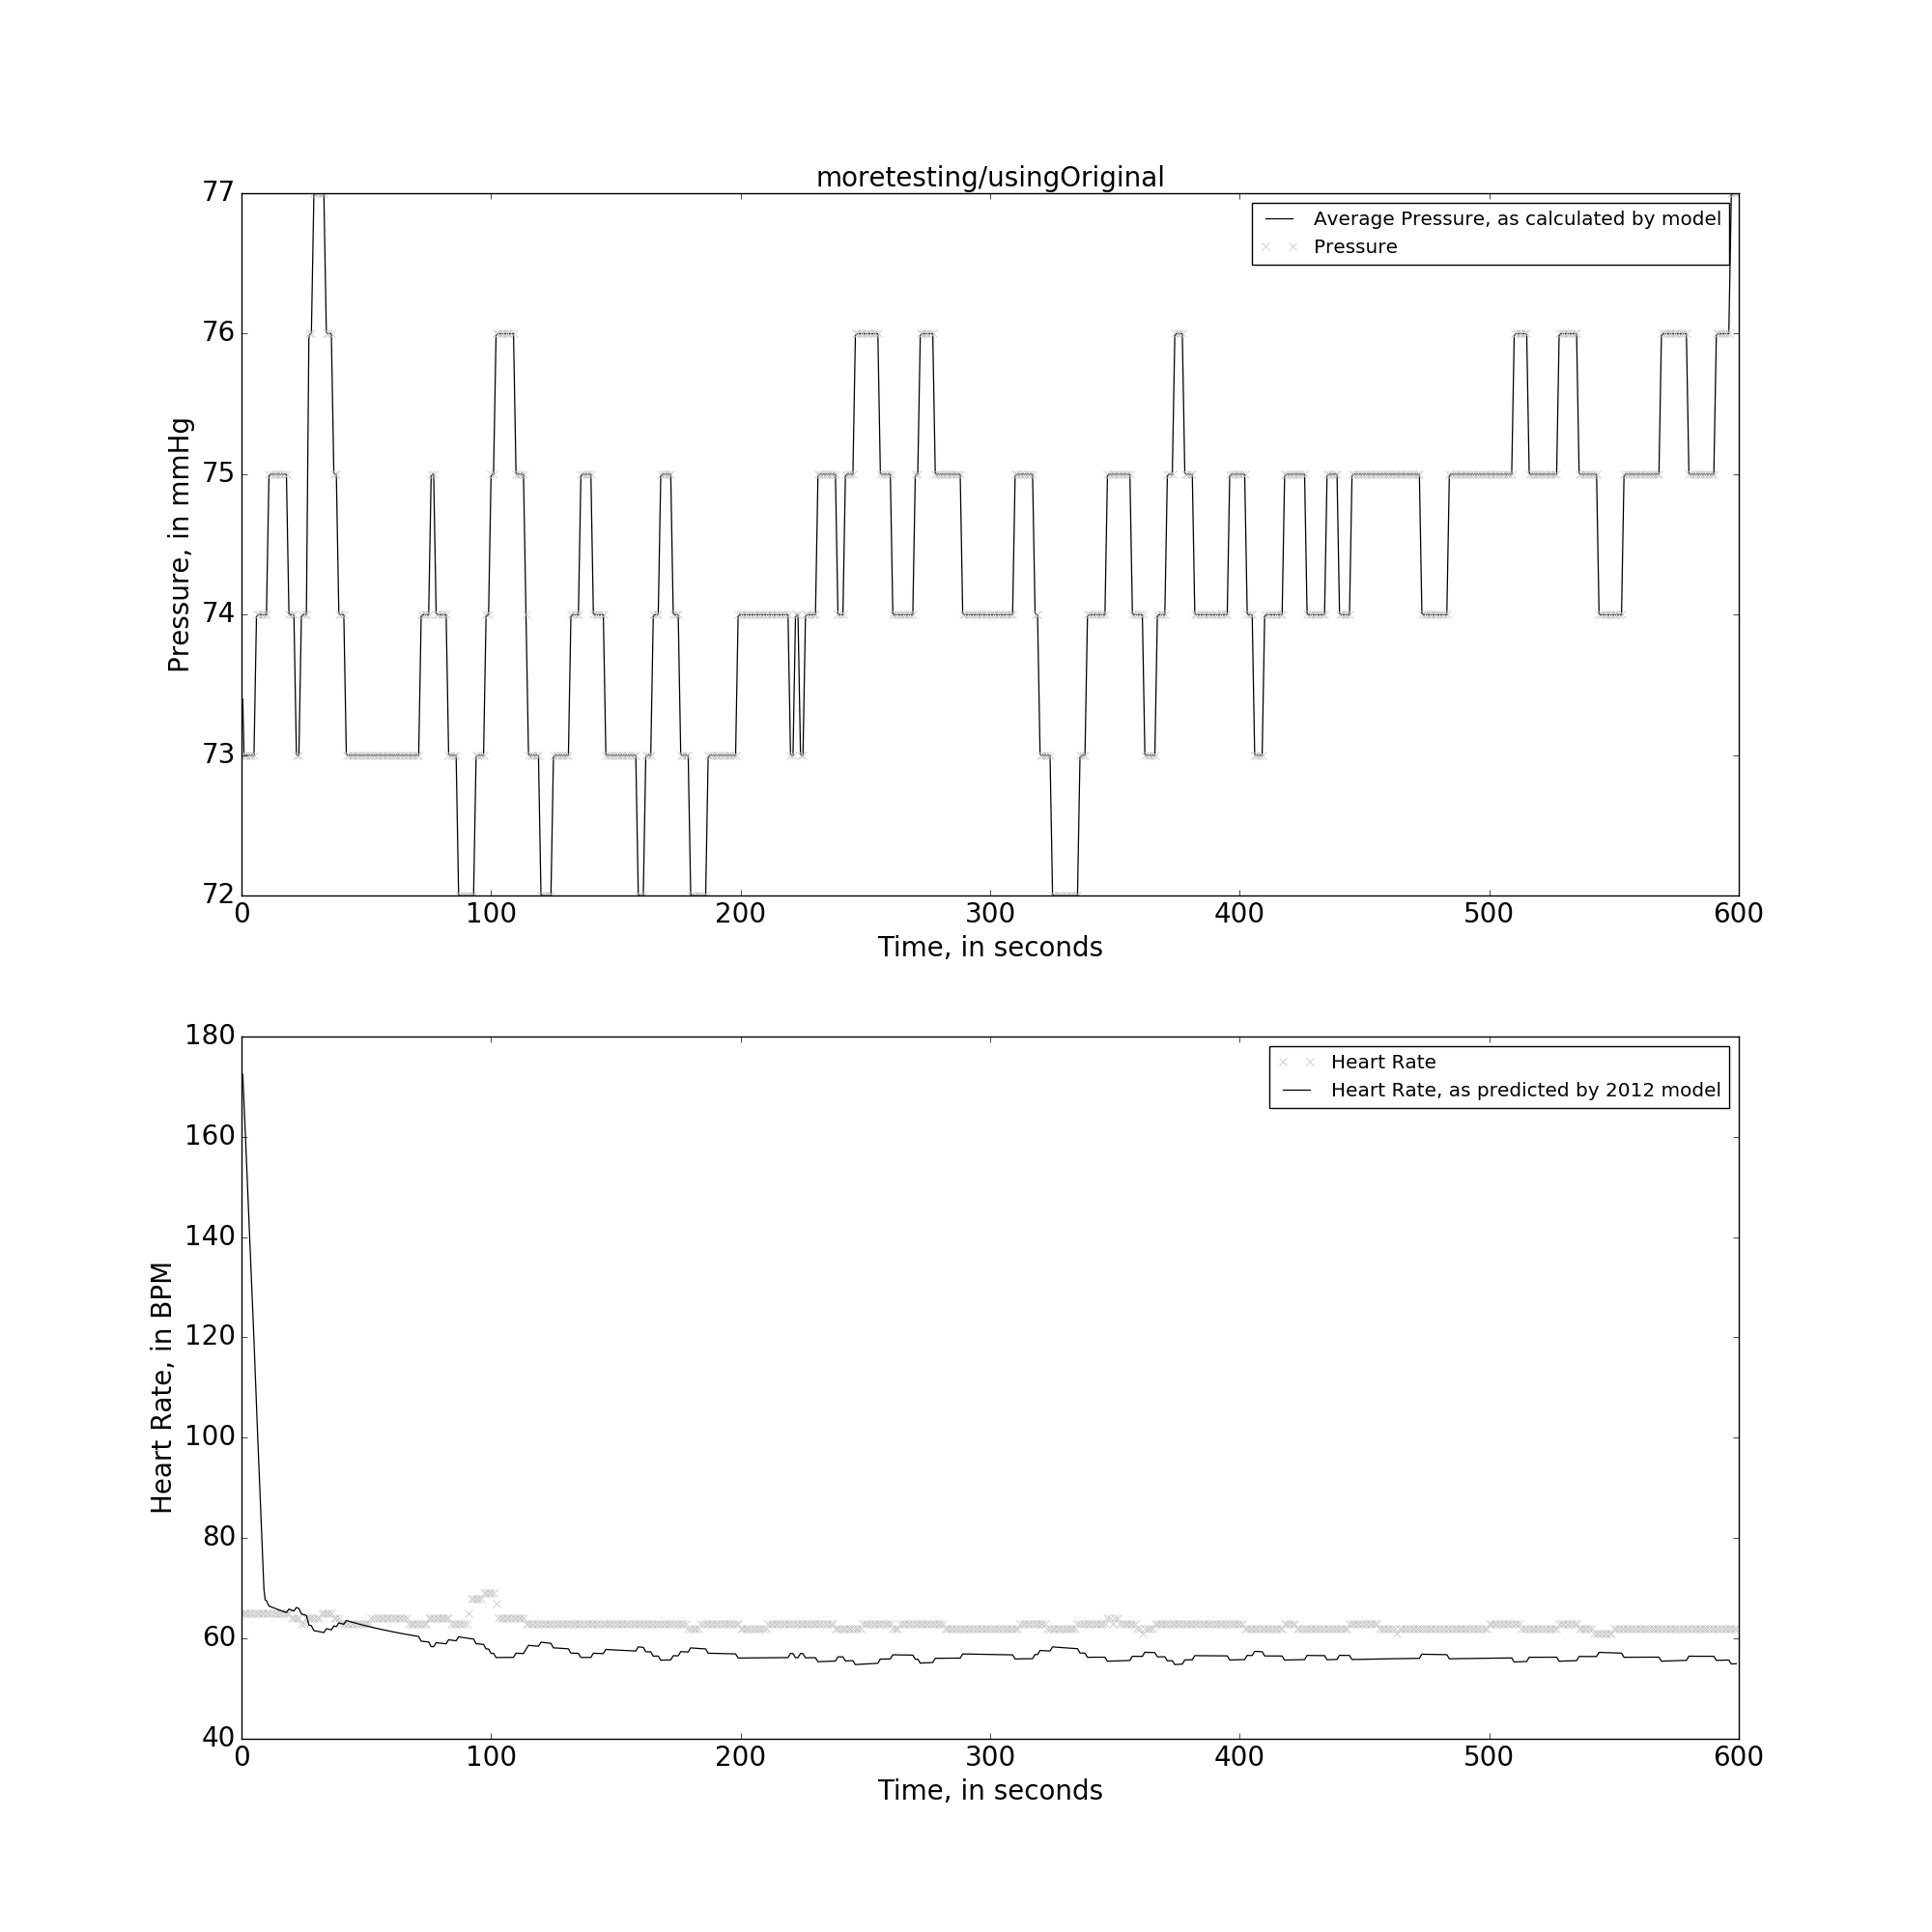 moretesting/usingOriginal
77
76
75
74
73
72
Pressure, in mmHg
Average Pressure, as calculated by model
Pressure
0 100 200 300 400 500 600
Time, in seconds
180
160
140
120
100
80
60
40
Heart Rate, in BPM
Heart Rate
Heart Rate, as predicted by 2012 model
0 100 200 300 400 500 600
Time, in seconds